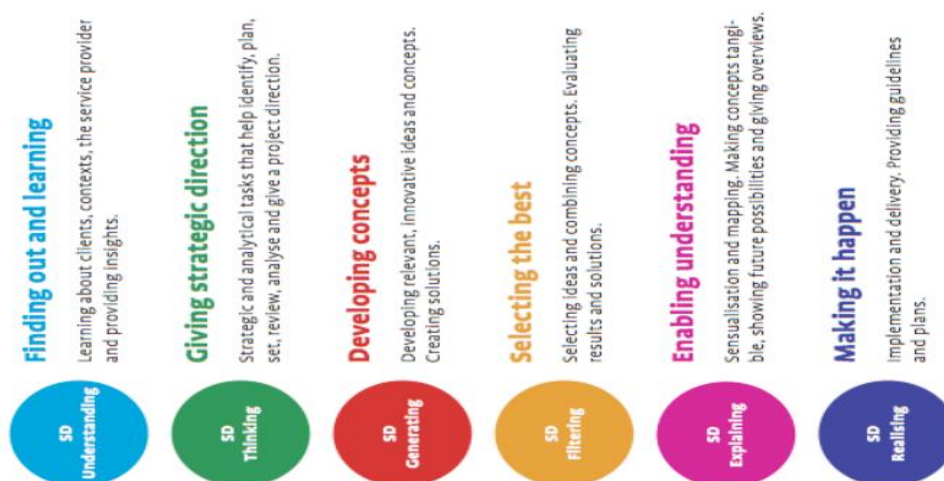 SD
Understanding
Finding out and learning
Learning about clients, contexts, the service provider
and providing insights.
SD
Thinking
Giving strategic direction
Strategic and analytical tasks that help identify, plan,
set, review, analyse and give a project direction.
SD
Generating
Developing concepts
Developing relevant, innovative ideas and concepts.
Creating solutions.
SD
Filtering
Selecting the best
Selecting ideas and combining concepts. Evaluating
results and solutions.
SD
Explaining
Enabling understanding
Sensualisation and mapping. Making concepts tangi-
ble, showing future possibilities and giving overviews.
SD
Realising
Making it happen
Implementation and delivery. Providing guidelines
and plans.